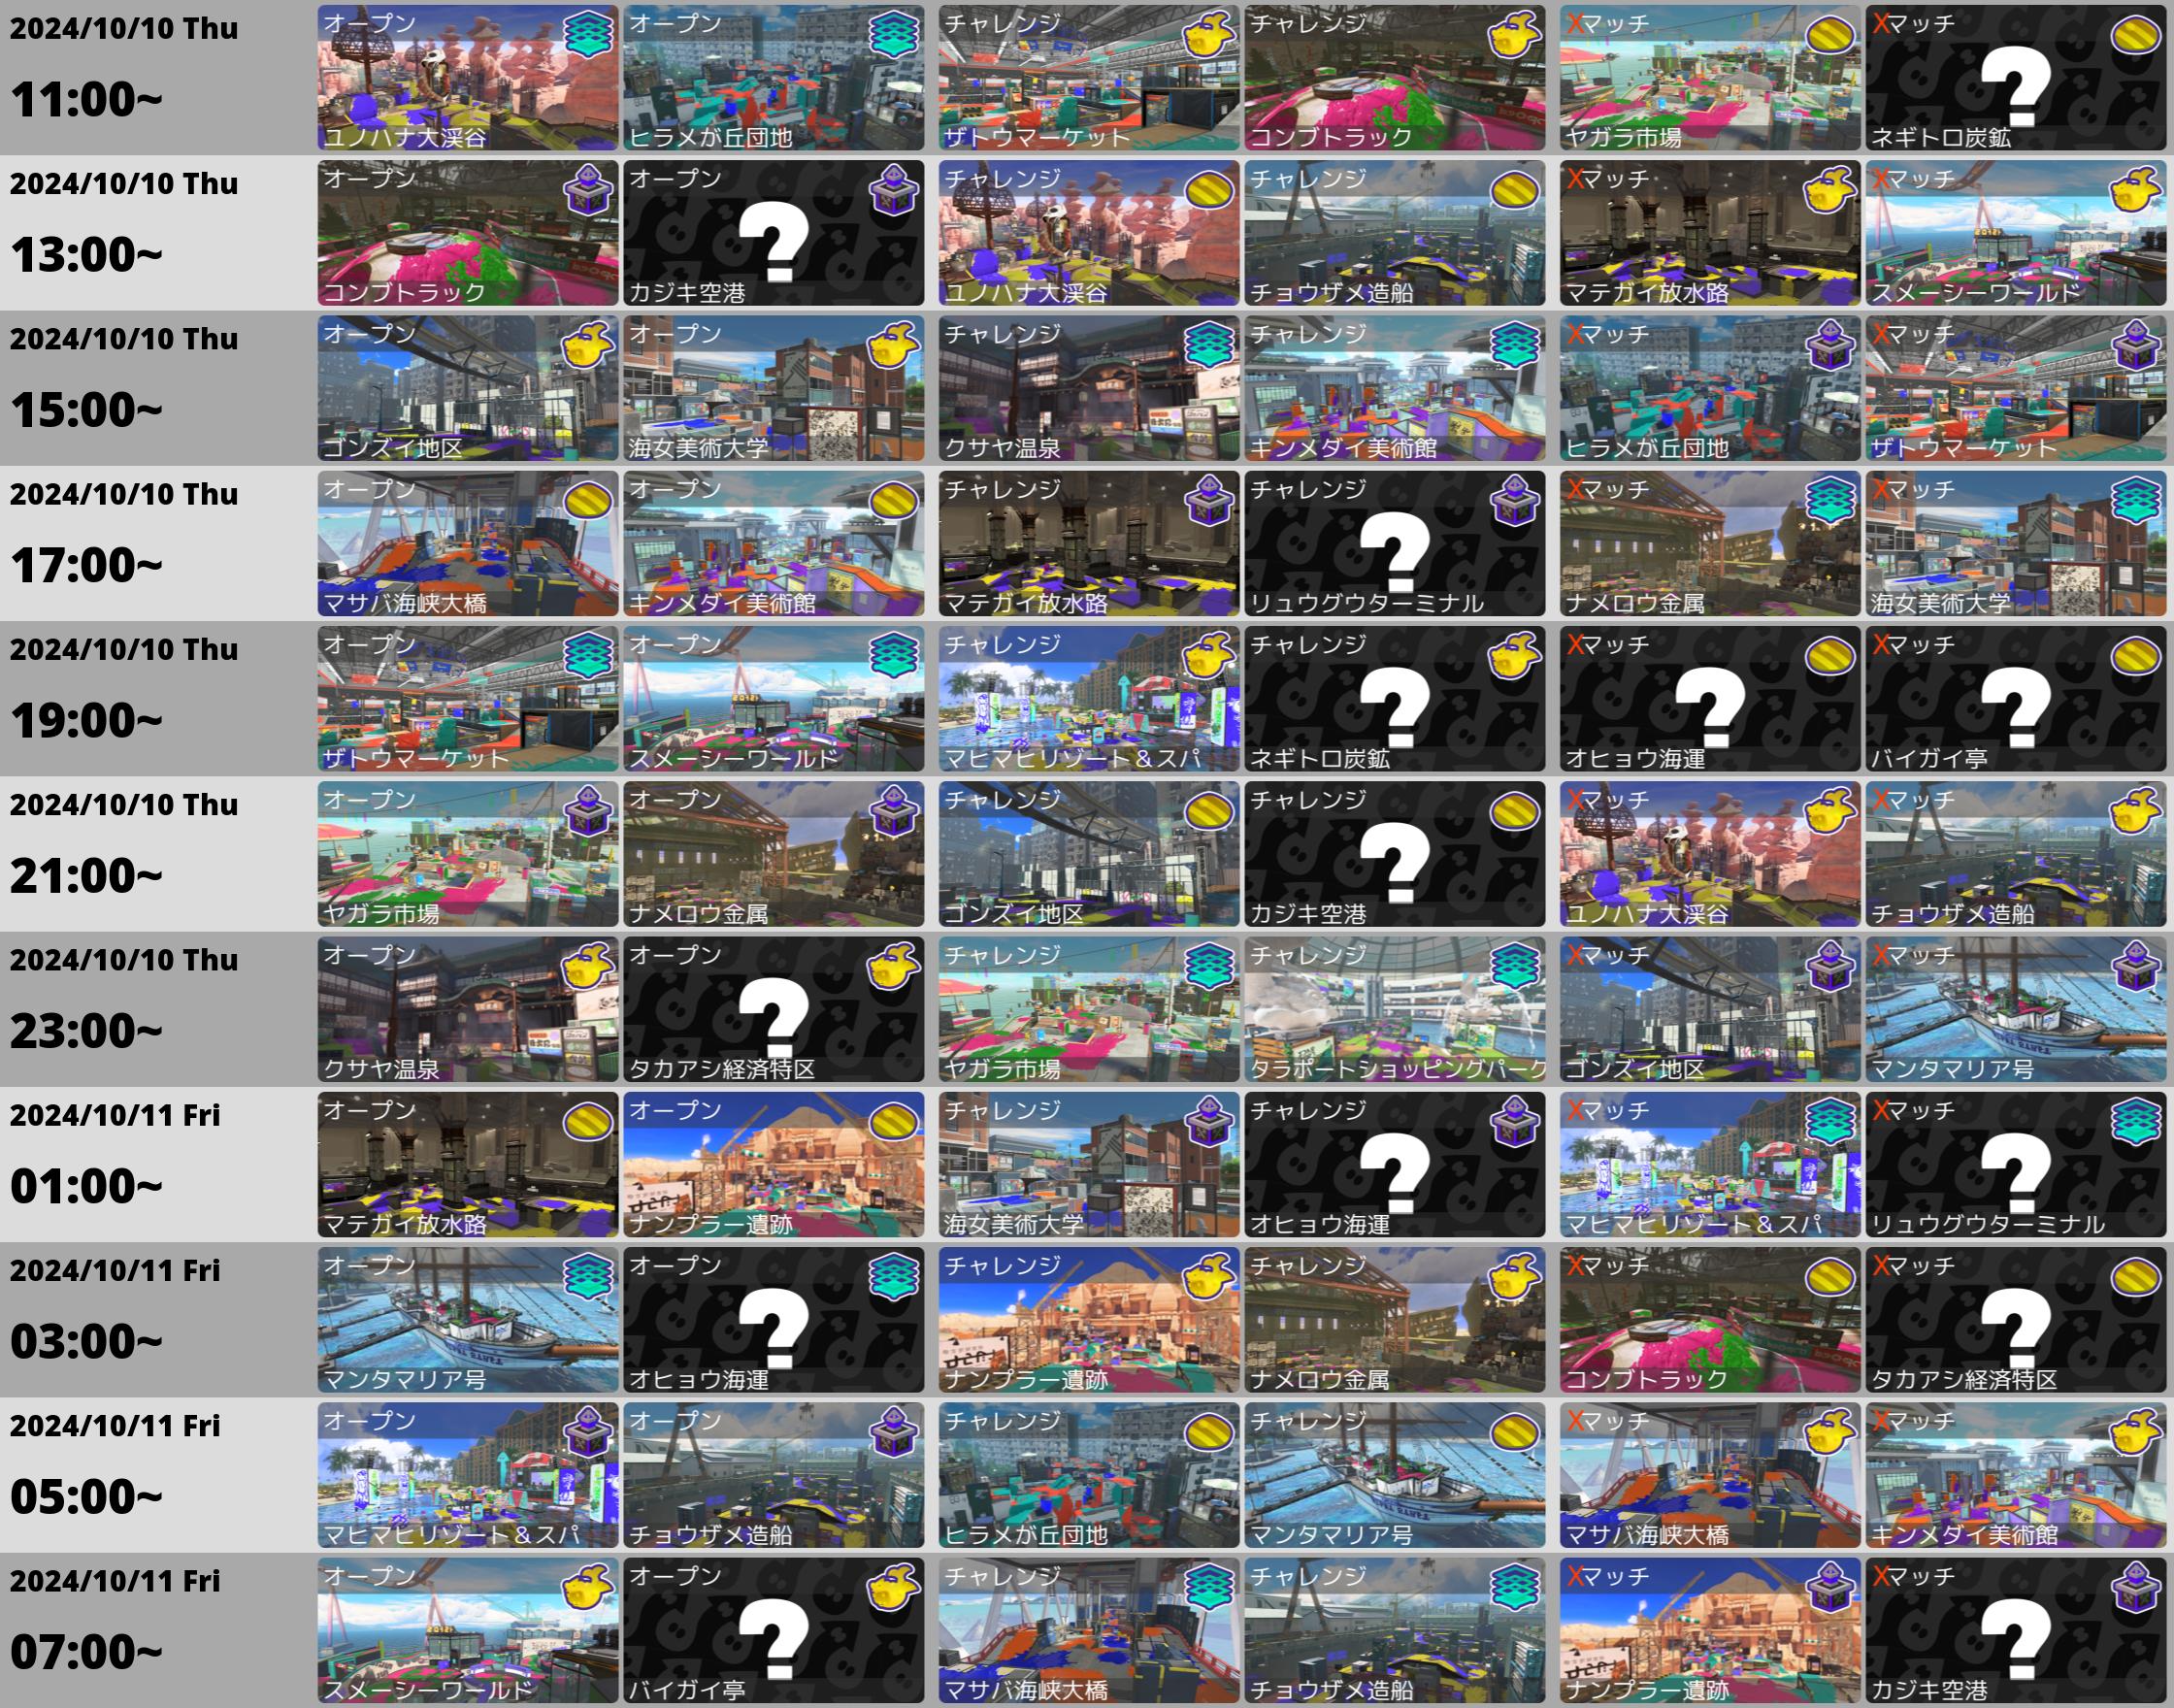 2024/10/10 Thu
11:00~
オープン
ユノハナ大渓谷
オープン
ヒラメが丘団地
チャレンジ
ザトウマーケット
チャレンジ
コンブトラック
Xマッチ
ヤガラ市場
Xマッチ
?
ネギトロ炭鉱
2024/10/10 Thu
13:00~
オープン
コンブトラック
オープン
?
カジキ空港
チャレンジ
ユノハナ大渓谷
チャレンジ
チョウザメ造船
Xマッチ
マテガイ放水路
Xマッチ
スメーシーワールド
2024/10/10 Thu
15:00~
オープン
ゴンズイ地区
オープン
海女美術大学
チャレンジ
クサヤ温泉
チャレンジ
キンメダイ美術館
Xマッチ
ヒラメが丘団地
Xマッチ
ザトウマーケット
2024/10/10 Thu
17:00~
オープン
マサバ海峡大橋
オープン
キンメダイ美術館
チャレンジ
マテガイ放水路
チャレンジ
?
リュウグウターミナル
Xマッチ
ナメロウ金属
Xマッチ
海女美術大学
2024/10/10 Thu
19:00~
オープン
ザトウマーケット
オープン
スメーシーワールド
チャレンジ
マヒマヒリゾート&スパ
チャレンジ
?
ネギトロ炭鉱
Xマッチ
?
オヒョウ海運
Xマッチ
?
バイガイ亭
2024/10/10 Thu
21:00~
オープン
ヤガラ市場
オープン
ナメロウ金属
チャレンジ
ゴンズイ地区
チャレンジ
?
カジキ空港
Xマッチ
ユノハナ大渓谷
Xマッチ
チョウザメ造船
2024/10/10 Thu
23:00~
オープン
クサヤ温泉
オープン
?
タカアシ経済特区
チャレンジ
ヤガラ市場
チャレンジ
タラポートショッピングパーク
Xマッチ
ゴンズイ地区
Xマッチ
マンタマリア号
2024/10/11 Fri
01:00~
オープン
マテガイ放水路
オープン
ナンプラー遺跡
チャレンジ
海女美術大学
チャレンジ
?
オヒョウ海運
Xマッチ
マヒマヒリゾート&スパ
Xマッチ
?
リュウグウターミナル
2024/10/11 Fri
03:00~
オープン
マンタマリア号
オープン
?
オヒョウ海運
チャレンジ
ナンプラー遺跡
チャレンジ
ナメロウ金属
Xマッチ
コンブトラック
Xマッチ
?
タカアシ経済特区
2024/10/11 Fri
05:00~
オープン
マヒマヒリゾート&スパ
オープン
チョウザメ造船
チャレンジ
ヒラメが丘団地
チャレンジ
マンタマリア号
Xマッチ
マサバ海峡大橋
Xマッチ
キンメダイ美術館
2024/10/11 Fri
07:00~
オープン
スメーシーワールド
オープン
?
バイガイ亭
チャレンジ
マサバ海峡大橋
チャレンジ
チョウザメ造船
Xマッチ
ナンプラー遺跡
Xマッチ
?
カジキ空港